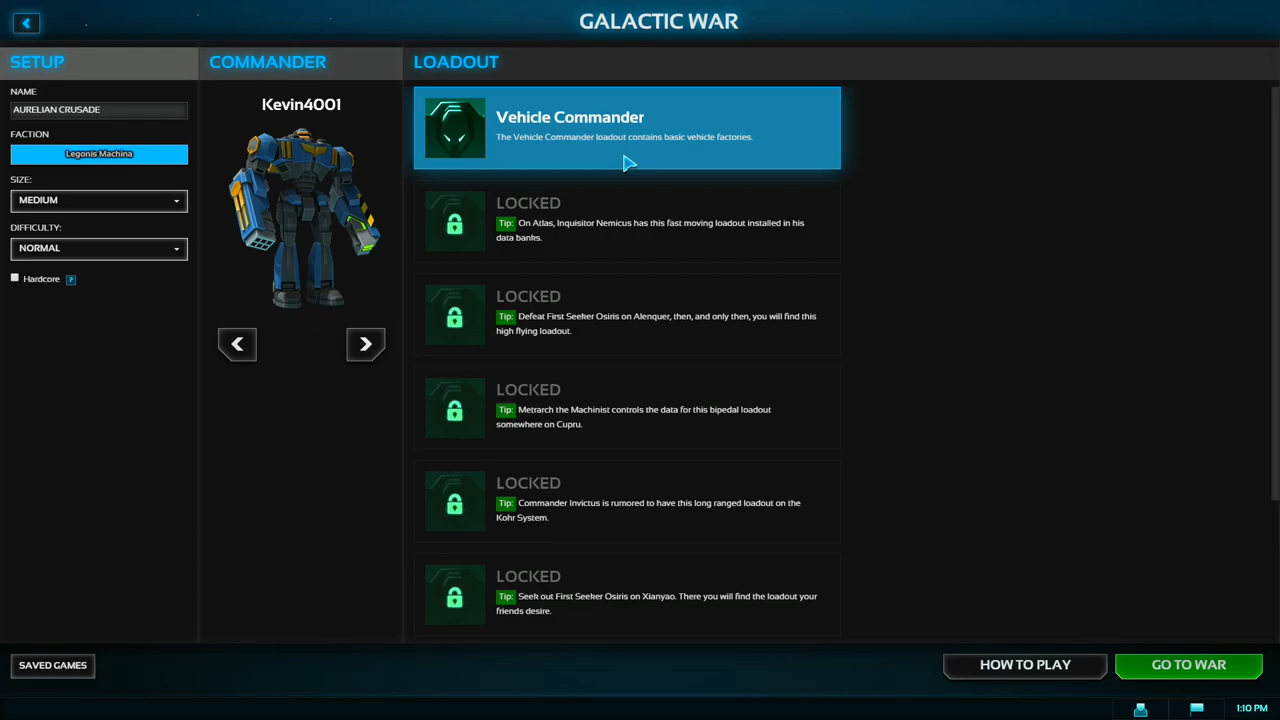 GALACTIC WAR
SETUP
COMMANDER
LOADOUT
NAME
AURELIAN CRUSADE
FACTION
Legonis Machina
SIZE:
MEDIUM
DIFFICULTY:
NORMAL
Hardcore ?
Kevin4001
Vehicle Commander
The Vehicle Commander loadout contains basic vehicle factories.
LOCKED
Tip: On Atlas, Inquisitor Nemicus has this fast moving loadout installed in his
data banks.
LOCKED
Tip: Defeat First Seeker Osiris on Alenquer, then, and only then, you will find this
high flying loadout.
LOCKED
Tip: Metrarch the Machinist controls the data for this bipedal loadout
somewhere on Cupru.
LOCKED
Tip: Commander Invictus is rumored to have this long ranged loadout on the
Kohr System.
LOCKED
Tip: Seek out First Seeker Osiris on Xianyao. There you will find the loadout your
friends desire.
SAVED GAMES
HOW TO PLAY
GO TO WAR
1:10 PM